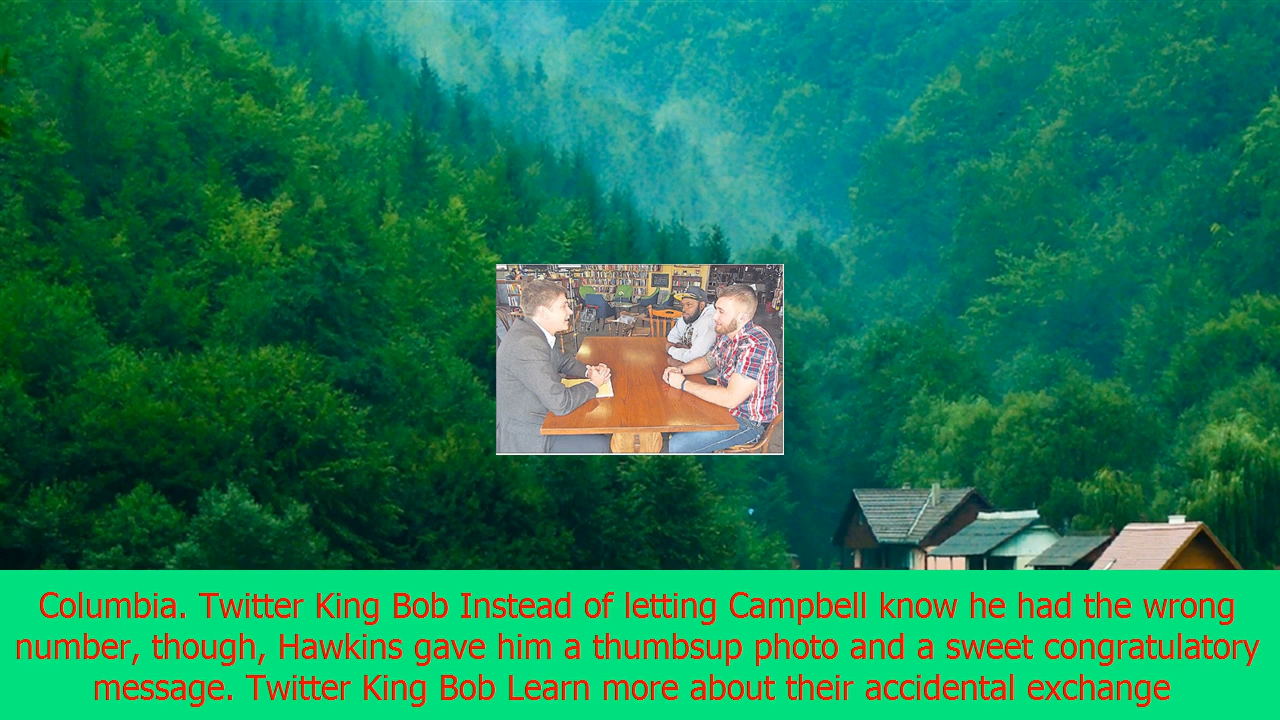 Columbia. Twitter King Bob Instead of letting Campbell know he had the wrong
number, though, Hawkins gave him a thumbsup photo and a sweet congratulatory
message. Twitter King Bob Learn more about their accidental exchange